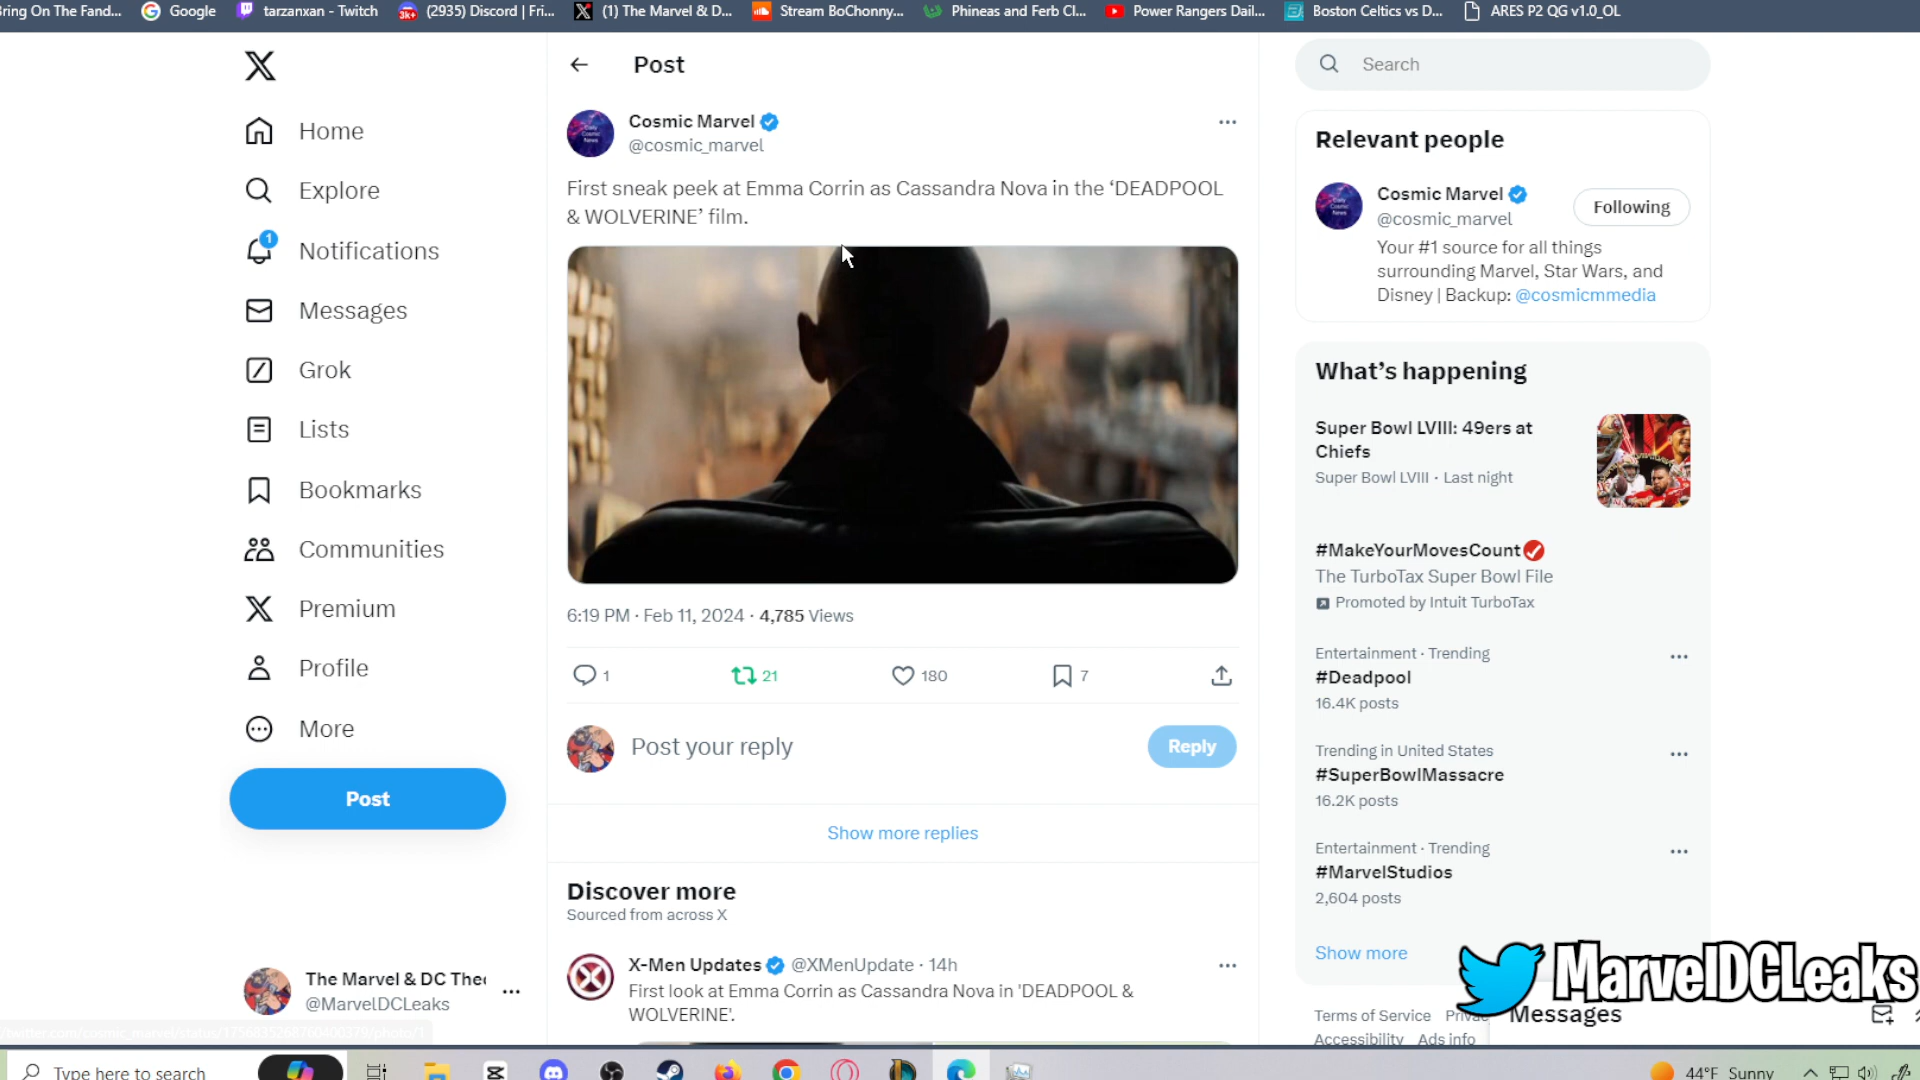 ring On The Fand...
Google
tarzanxan - Twitch
(2935) Discord | Fri...
(1) The Marvel & D...
Stream BoChonny...
Phineas and Ferb Cl...
Power Rangers Dail...
Boston Celtics vs D...
ARES P2 QG v1.0_OL
Home
Explore
1
Notifications
Messages
Grok
Lists
Bookmarks
Communities
Premium
Profile
More
Post
The Marvel & DC Theo
@MarvelDCLeaks
Post
Cosmic Marvel
@cosmic_marvel
First sneak peek at Emma Corrin as Cassandra Nova in the ‘DEADPOOL
& WOLVERINE’ film.
6:19 PM · Feb 11, 2024 · 4,785 Views
1
21
180
7
Post your reply
Reply
Show more replies
Discover more
Sourced from across X
X-Men Updates @XMenUpdate · 14h
First look at Emma Corrin as Cassandra Nova in 'DEADPOOL &
WOLVERINE'.
Search
Relevant people
Cosmic Marvel
@cosmic_marvel
Following
Your #1 source for all things
surrounding Marvel, Star Wars, and
Disney | Backup: @cosmicmmedia
What’s happening
Super Bowl LVIII: 49ers at
Chiefs
Super Bowl LVIII · Last night
#MakeYourMovesCount
The TurboTax Super Bowl File
Promoted by Intuit TurboTax
Entertainment · Trending
#Deadpool
16.4K posts
Trending in United States
#SuperBowlMassacre
16.2K posts
Entertainment · Trending
#MarvelStudios
2,604 posts
Show more
MarvelDCLeaks
Terms of Service
Messages
Accessibility Ads info
Type here to search
44°F Sunny